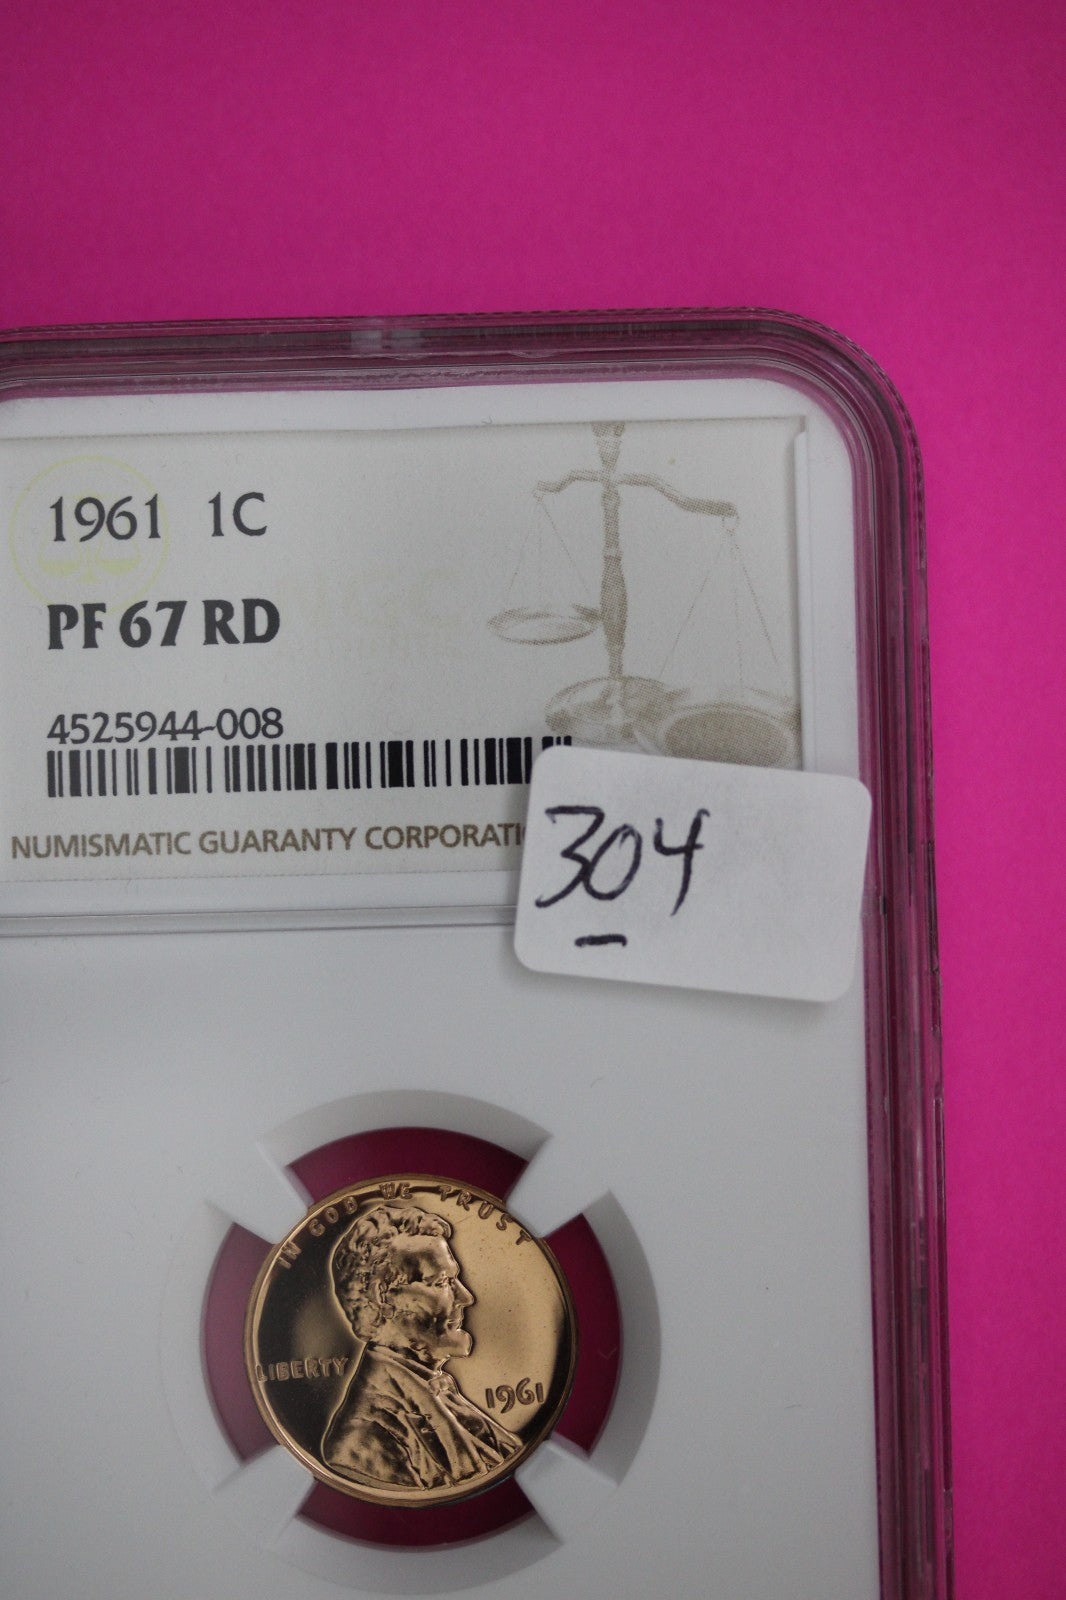 1961 1C
PF 67 RD
4525944-008
NUMISMATIC GUARANTY CORPORATI
304
IN GOD WE TRUST
LIBERTY
1961